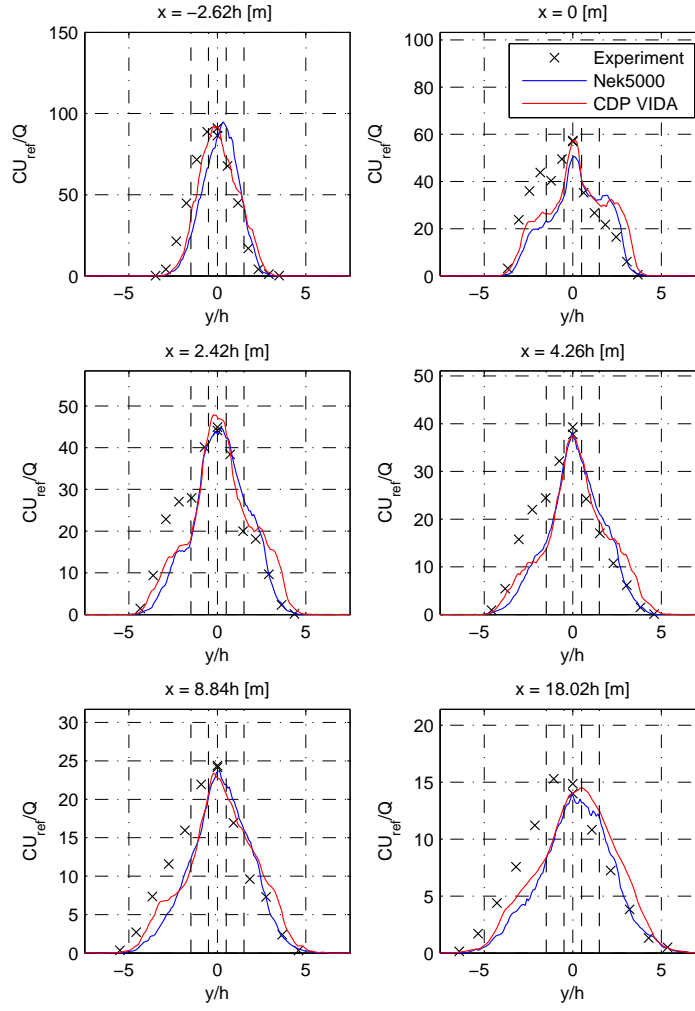 x = −2.62h [m]
150
100
50
0
CU_ref/Q
−5
0
5
y/h
x = 0 [m]
100
80
60
40
20
0
CU_ref/Q
Experiment
Nek5000
CDP VIDA
−5
0
5
y/h
x = 2.42h [m]
50
40
30
20
10
0
CU_ref/Q
−5
0
5
y/h
x = 4.26h [m]
50
40
30
20
10
0
CU_ref/Q
−5
0
5
y/h
x = 8.84h [m]
30
25
20
15
10
5
0
CU_ref/Q
−5
0
5
y/h
x = 18.02h [m]
20
15
10
5
0
CU_ref/Q
−5
0
5
y/h